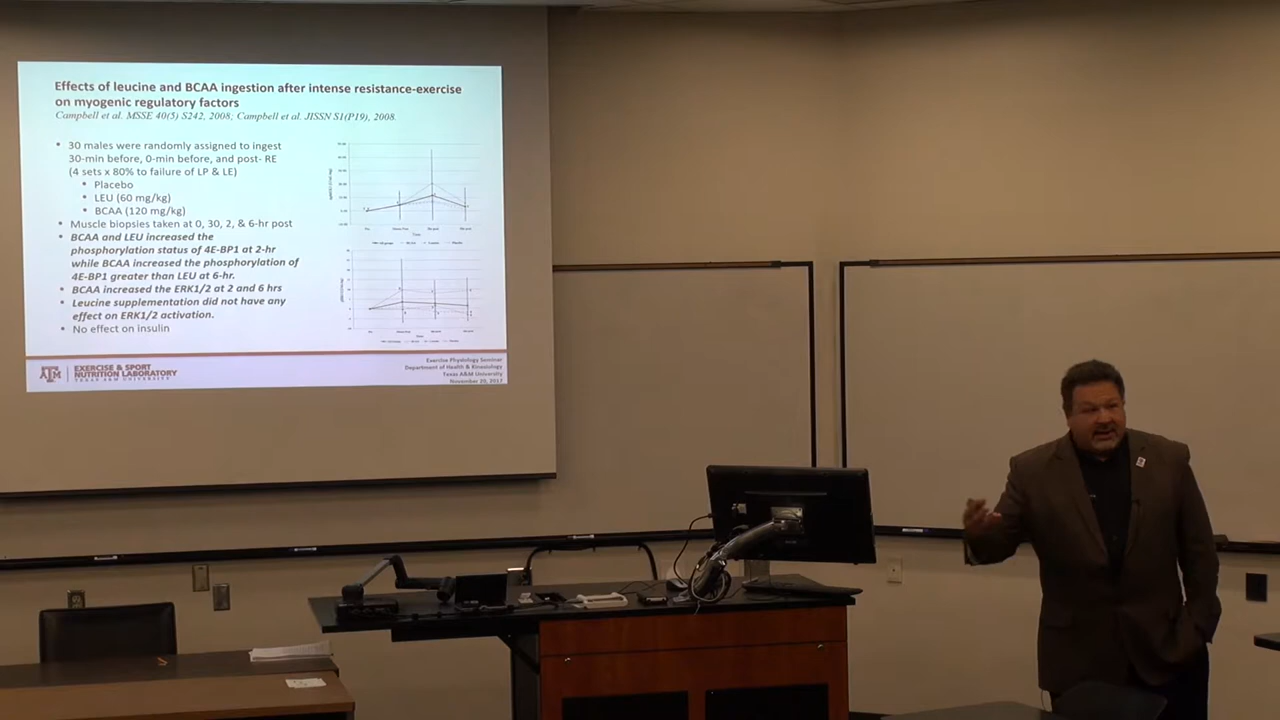 Effects of leucine and BCAA ingestion after intense resistance-exercise
on myogenic regulatory factors
Campbell et al. MSSE 40(5) S242, 2008; Campbell et al. JISSN S1(P19), 2008.
• 30 males were randomly assigned to ingest
30-min before, 0-min before, and post- RE
(4 sets x 80% to failure of LP & LE)
• Placebo
• LEU (60 mg/kg)
• BCAA (120 mg/kg)
• Muscle biopsies taken at 0, 30, 2, & 6-hr post
• BCAA and LEU increased the
phosphorylation status of 4E-BP1 at 2-hr
while BCAA increased the phosphorylation of
4E-BP1 greater than LEU at 6-hr.
• BCAA increased the ERK1/2 at 2 and 6 hrs
• Leucine supplementation did not have any
effect on ERK1/2 activation.
• No effect on insulin
ATM
EXERCISE & SPORT
NUTRITION LABORATORY
TEXAS A&M UNIVERSITY
Exercise Physiology Seminar
Department of Health & Kinesiology
Texas A&M University
November 20, 2017